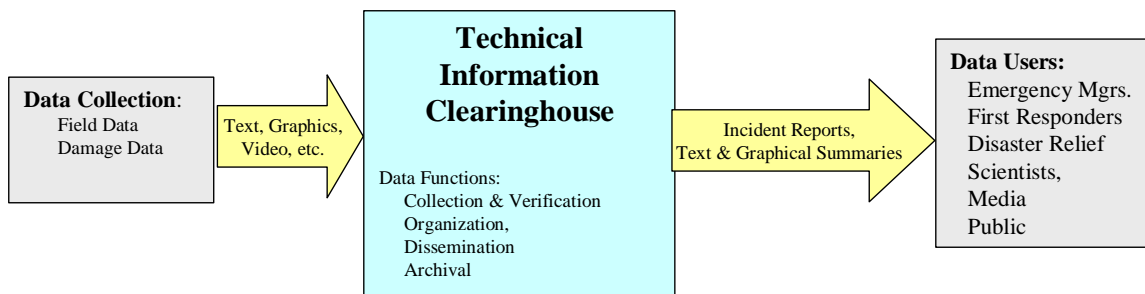 Data Collection:
Field Data
Damage Data
Text, Graphics,
Video, etc.
Technical
Information
Clearinghouse
Data Functions:
Collection & Verification
Organization,
Dissemination
Archival
Incident Reports,
Text & Graphical Summaries
Data Users:
Emergency Mgrs.
First Responders
Disaster Relief
Scientists,
Media
Public